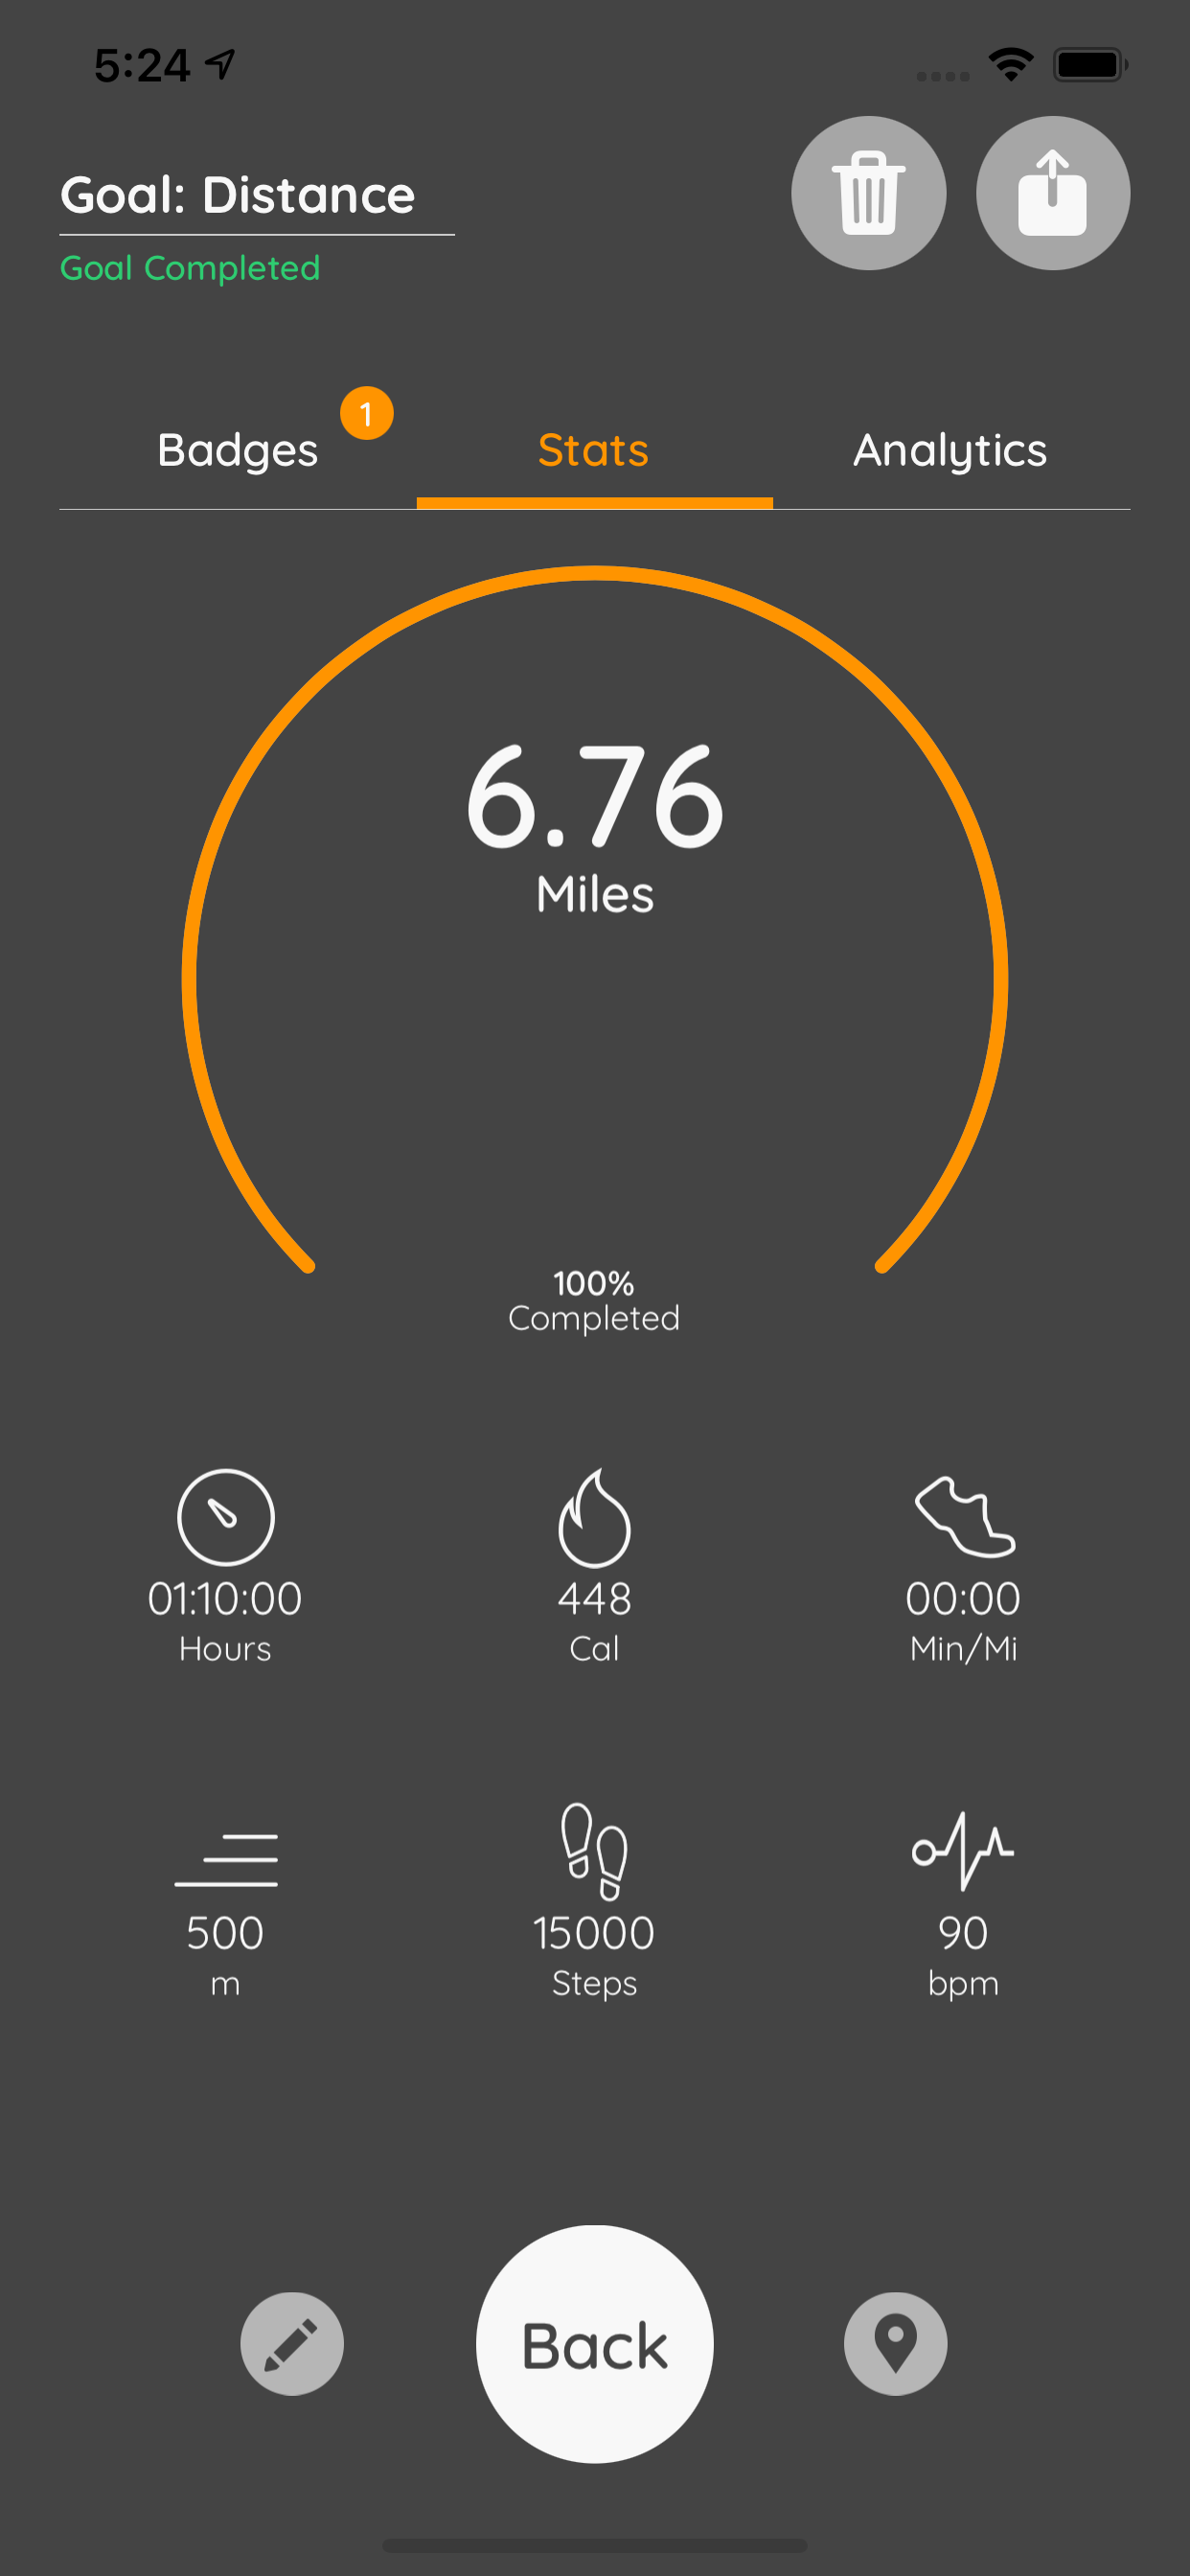 5:24
Goal: Distance
Goal Completed
1
Badges Stats Analytics
6.76
Miles
100%
Completed
01:10:00 448 00:00
Hours Cal Min/Mi
500 15000 90
m Steps bpm
Back